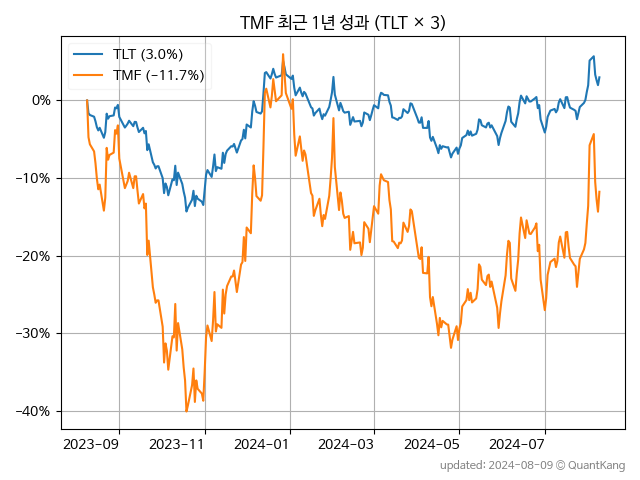 TMF 최근 1년 성과 (TLT × 3)
TLT (3.0%)
TMF (−11.7%)
0%
−10%
−20%
−30%
−40%
2023-09 2023-11 2024-01 2024-03 2024-05 2024-07
updated: 2024-08-09 © QuantKang